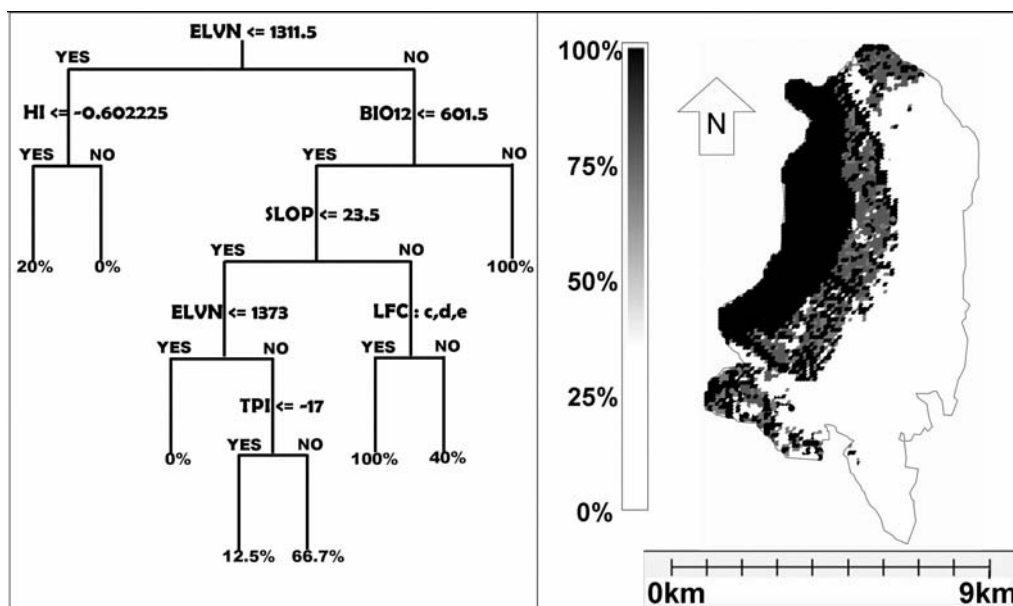 ELVN <= 1311.5
YES
NO
HI <= -0.602225
BIO12 <= 601.5
YES
NO
YES
NO
SLOP <= 23.5
20%
0%
YES
NO
100%
ELVN <= 1373
LFC : c,d,e
YES
NO
YES
NO
TPI <= -17
0%
YES
NO
100%
40%
12.5%
66.7%
100%
75%
50%
25%
0%
N
0km
9km